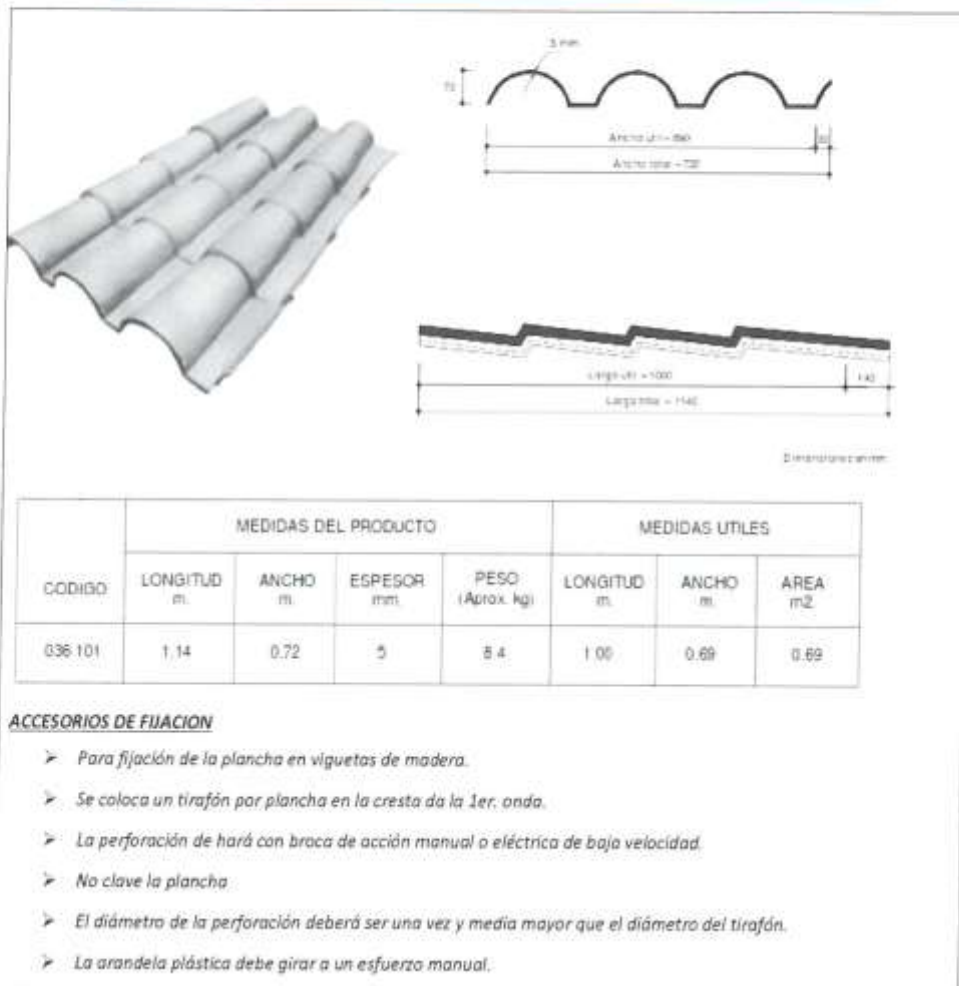 5 mm
Ancho util = 690
Ancho total = 720
Largo util = 1000
140
Largo total = 1140
Dimensiones en mm
MEDIDAS DEL PRODUCTO
MEDIDAS UTILES
CODIGO
LONGITUD m.
ANCHO m.
ESPESOR mm.
PESO (Aprox. kg)
LONGITUD m.
ANCHO m.
AREA m2
036 101
1.14
0.72
5
8.4
1.00
0.69
0.69
ACCESORIOS DE FIJACION
➢ Para fijación de la plancha en viguetas de madera.
➢ Se coloca un tirafón por plancha en la cresta da la 1er. onda.
➢ La perforación de hará con broca de acción manual o eléctrica de baja velocidad.
➢ No clave la plancha
➢ El diámetro de la perforación deberá ser una vez y media mayor que el diámetro del tirafón.
➢ La arandela plástica debe girar a un esfuerzo manual.